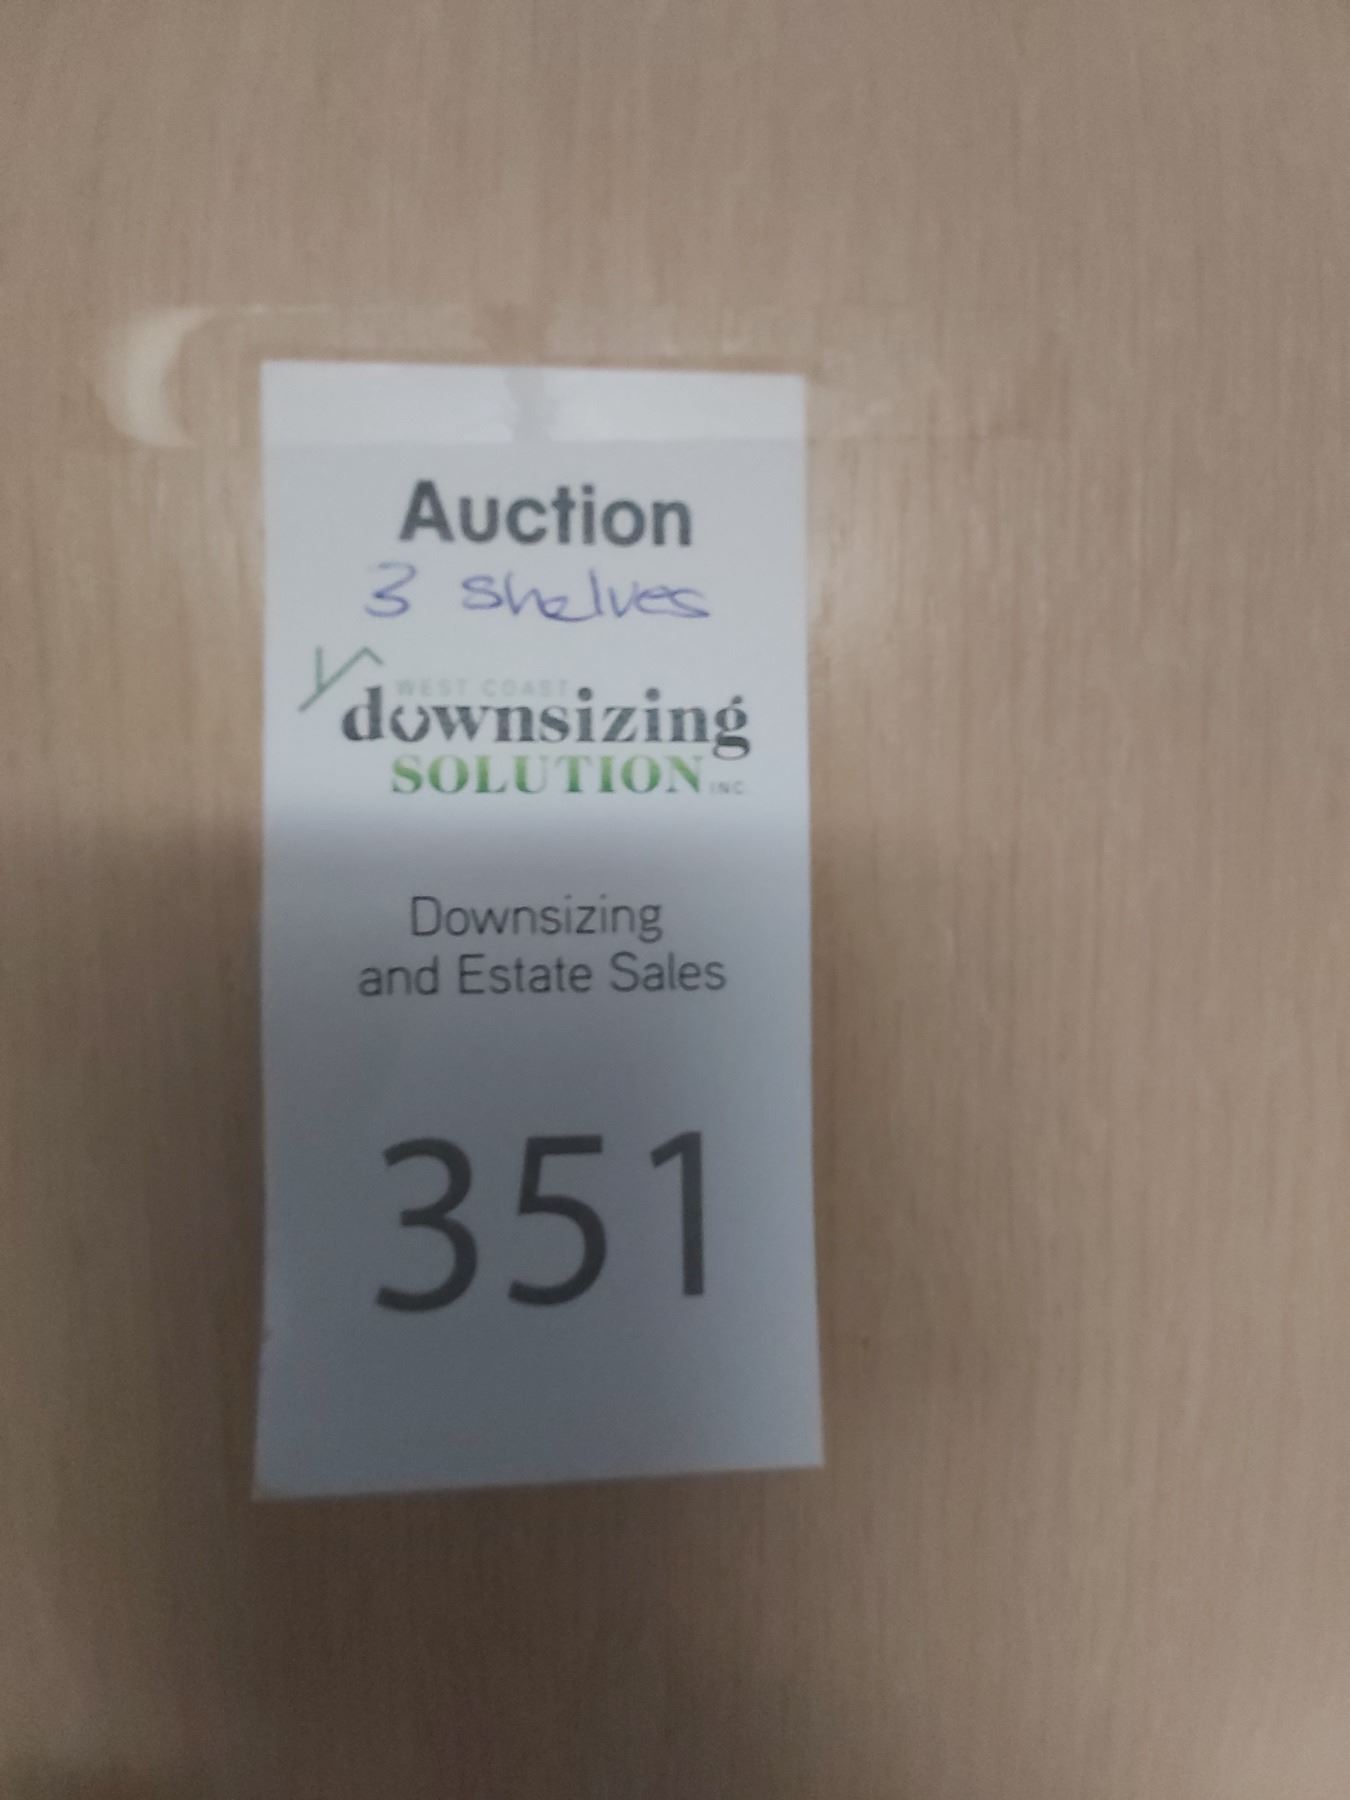 Auction
3 shelves
WEST COAST
downsizing
SOLUTION INC
Downsizing
and Estate Sales
351